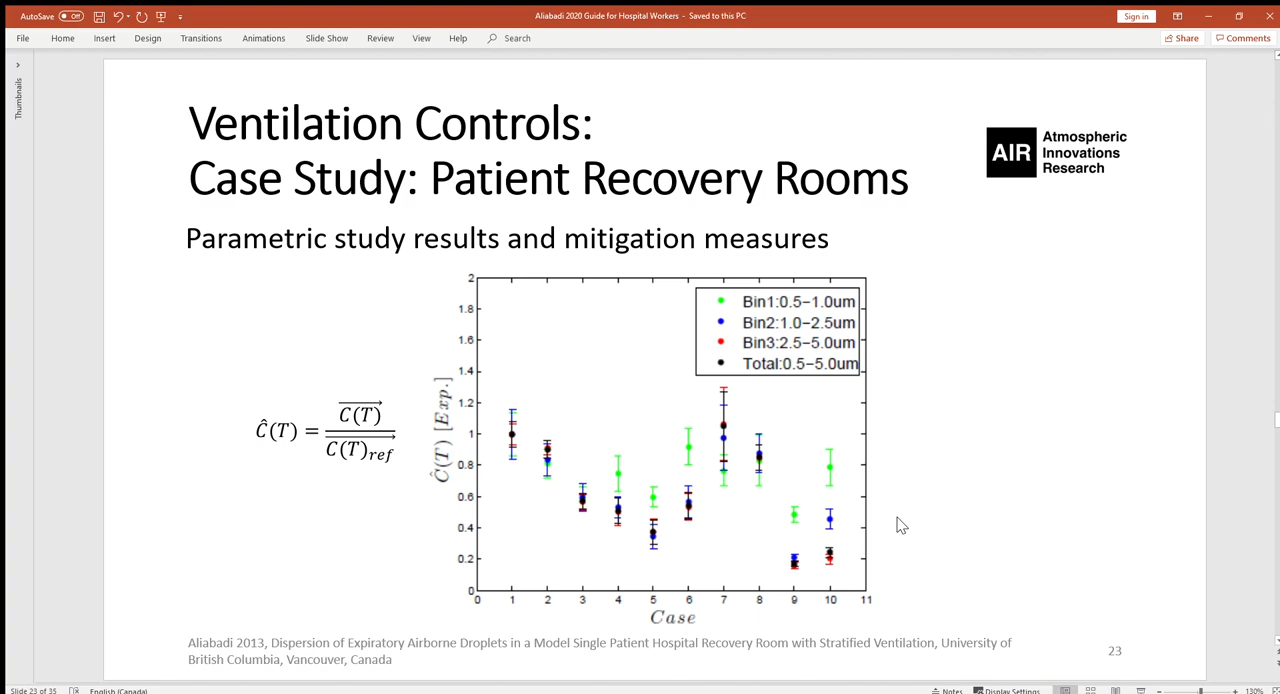 AutoSave Off
Aliabadi 2020 Guide for Hospital Workers - Saved to this PC
Sign in
File Home Insert Design Transitions Animations Slide Show Review View Help Search
Share Comments
Thumbnails
Ventilation Controls:
Case Study: Patient Recovery Rooms
AIR
Atmospheric
Innovations
Research
Parametric study results and mitigation measures
Ĉ(T) = C(T) / C(T)ref
Ĉ(T) [Exp.]
2
1.8
1.6
1.4
1.2
1
0.8
0.6
0.4
0.2
0
Bin1:0.5−1.0um
Bin2:1.0−2.5um
Bin3:2.5−5.0um
Total:0.5−5.0um
0 1 2 3 4 5 6 7 8 9 10 11
Case
Aliabadi 2013, Dispersion of Expiratory Airborne Droplets in a Model Single Patient Hospital Recovery Room with Stratified Ventilation, University of
British Columbia, Vancouver, Canada
23
Slide 23 of 35 English (Canada) Notes Display Settings 130%